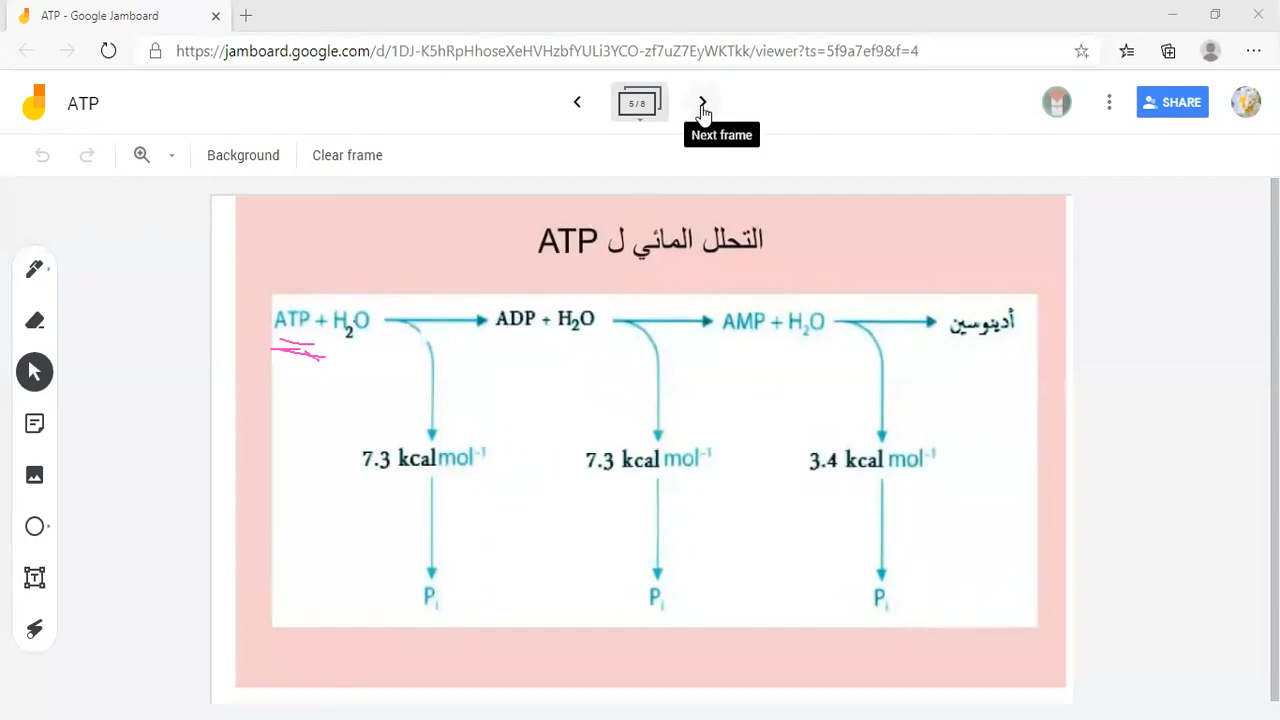 ATP - Google Jamboard
https://jamboard.google.com/d/1DJ-K5hRpHhoseXeHVHzbfYULi3YCO-zf7uZ7EyWKTkk/viewer?ts=5f9a7ef9&f=4
ATP
5 / 8
SHARE
Next frame
Background
Clear frame
التحلل المائي ل ATP
ATP + H₂O
ADP + H₂O
AMP + H₂O
أدينوسين
7.3 kcal mol⁻¹
7.3 kcal mol⁻¹
3.4 kcal mol⁻¹
Pᵢ
Pᵢ
Pᵢ